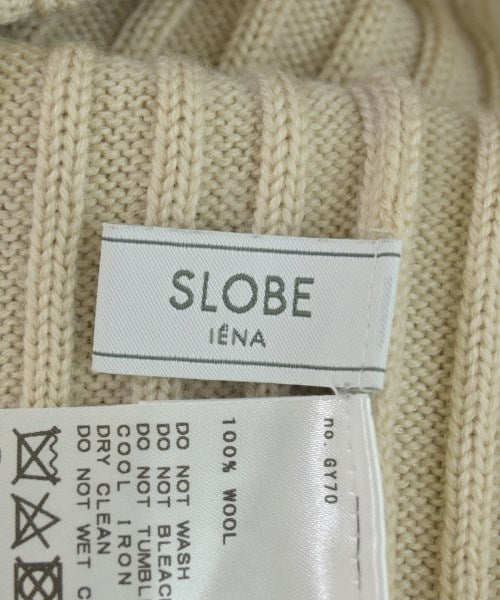 SLOBE
IÉNA
no. GY70
100% WOOL
DO NOT WASH
DO NOT BLEAC
DO NOT TUMBL
COOL IRON
DRY CLEAN
DO NOT WET C